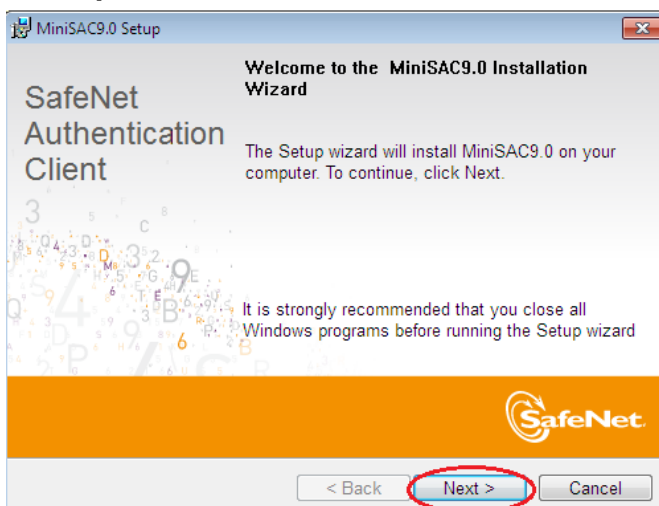 MiniSAC9.0 Setup
Welcome to the MiniSAC9.0 Installation
Wizard
SafeNet
Authentication
Client
The Setup wizard will install MiniSAC9.0 on your
computer. To continue, click Next.
It is strongly recommended that you close all
Windows programs before running the Setup wizard
SafeNet.
< Back
Next >
Cancel